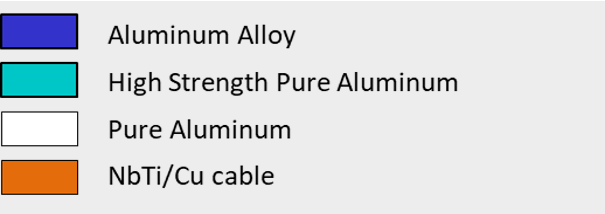 Aluminum Alloy
High Strength Pure Aluminum
Pure Aluminum
NbTi/Cu cable